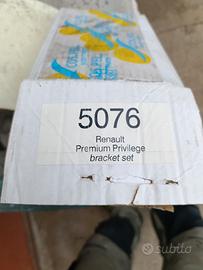 5076
Renault
Premium Privilege
bracket set
subito